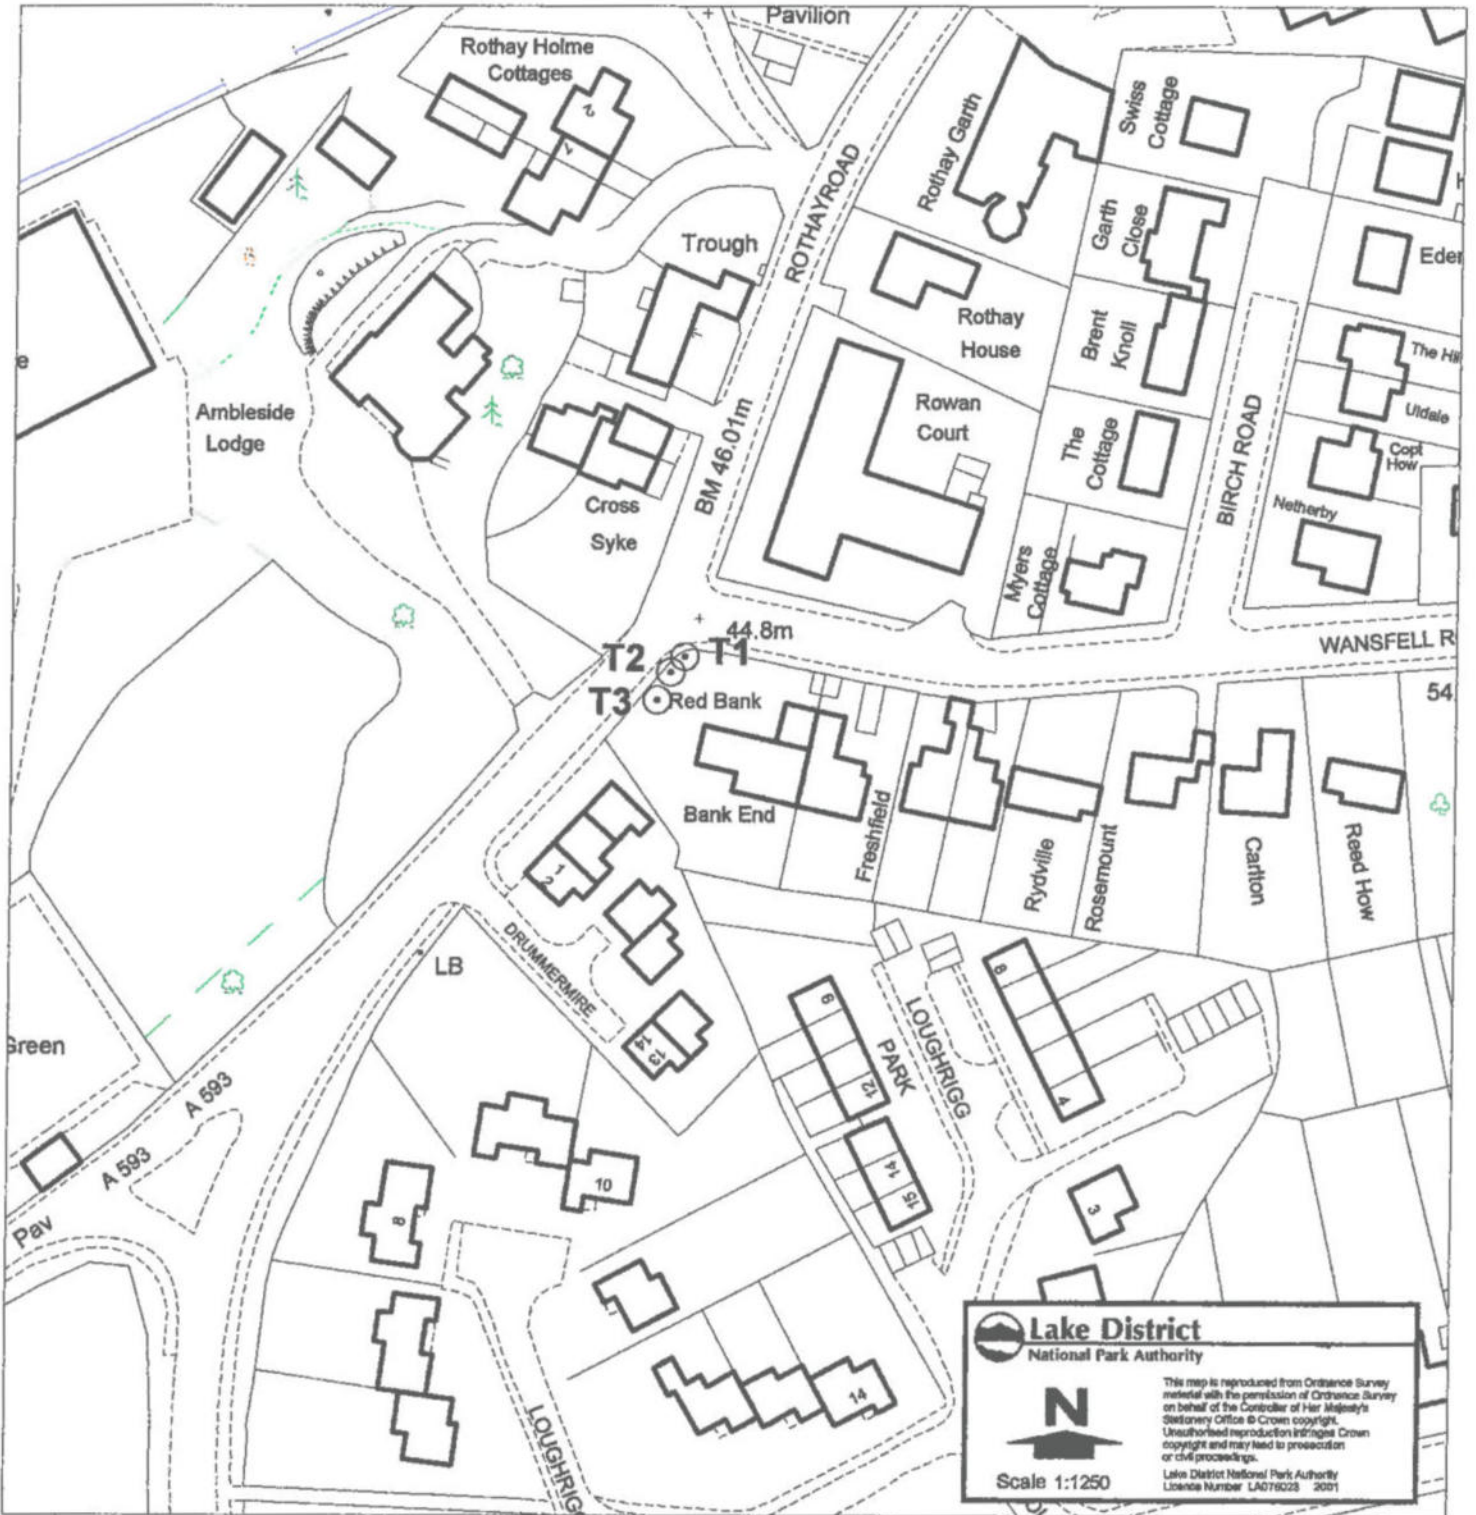 Pavilion
Rothay Holme
Cottages
2
1
Rothay Garth
Swiss
Cottage
ROTHAYROAD
Trough
Garth
Close
Eden
Rothay
House
Brent
Knoll
The Hil
Uldale
Ambleside
Lodge
Rowan
Court
The
Cottage
BM 46.01m
BIRCH ROAD
Copt
How
Netherby
Cross
Syke
Myers
Cottage
44.8m
WANSFELL R
T2
T1
T3
Red Bank
54
Bank End
Freshfield
Rydville
Rosemount
Carlton
Reed How
1
2
DRUMMERMIRE
LB
14
13
9
12
PARK
LOUGHRIGG
8
4
14
15
Green
A 593
A 593
Pav
8
10
3
14
LOUGHRIGG
Lake District
National Park Authority
N
Scale 1:1250
This map is reproduced from Ordnance Survey
material with the permission of Ordnance Survey
on behalf of the Controller of Her Majesty's
Stationery Office © Crown copyright.
Unauthorised reproduction infringes Crown
copyright and may lead to prosecution
or civil proceedings.
Lake District National Park Authority
Licence Number LA076023 2001